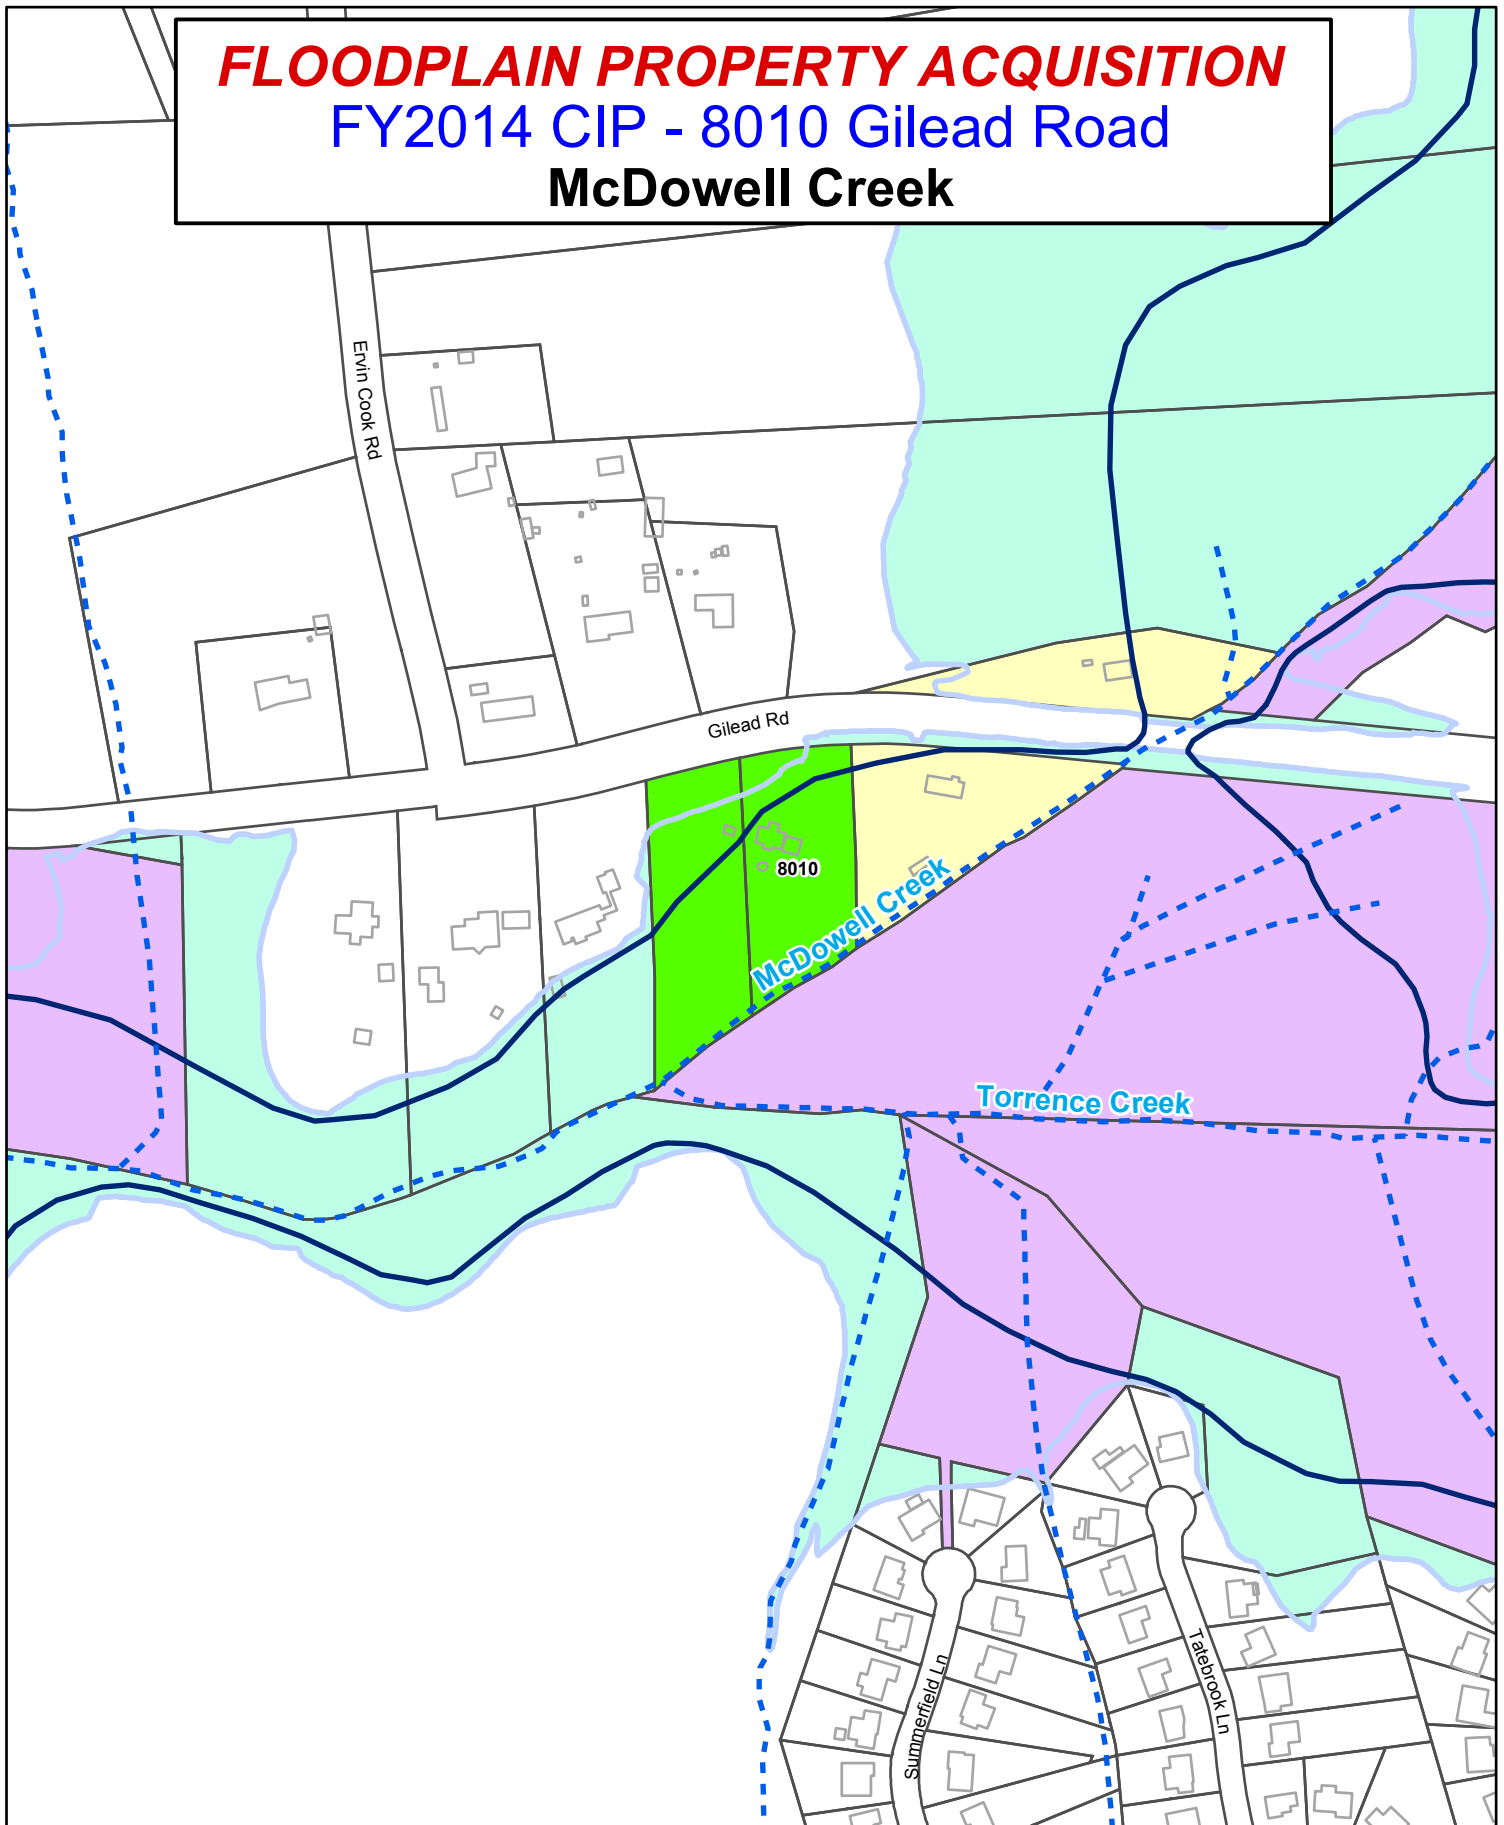 FLOODPLAIN PROPERTY ACQUISITION
FY2014 CIP - 8010 Gilead Road
McDowell Creek
Ervin Cook Rd
Gilead Rd
8010
McDowell Creek
Torrence Creek
Summerfield Ln
Tatebrook Ln